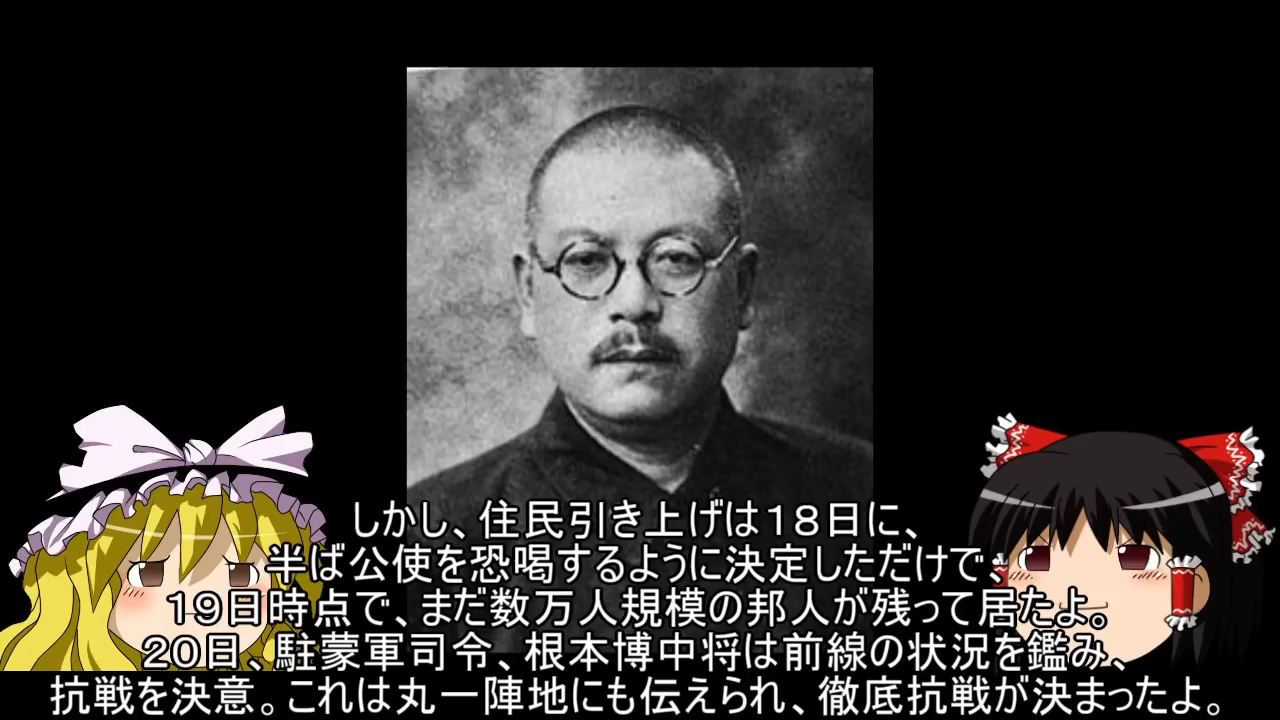 しかし、住民引き上げは１８日に、
半ば公使を恐喝するように決定しただけで、
１９日時点で、まだ数万人規模の邦人が残って居たよ。
２０日、駐蒙軍司令、根本博中将は前線の状況を鑑み、
抗戦を決意。これは丸一陣地にも伝えられ、徹底抗戦が決まったよ。